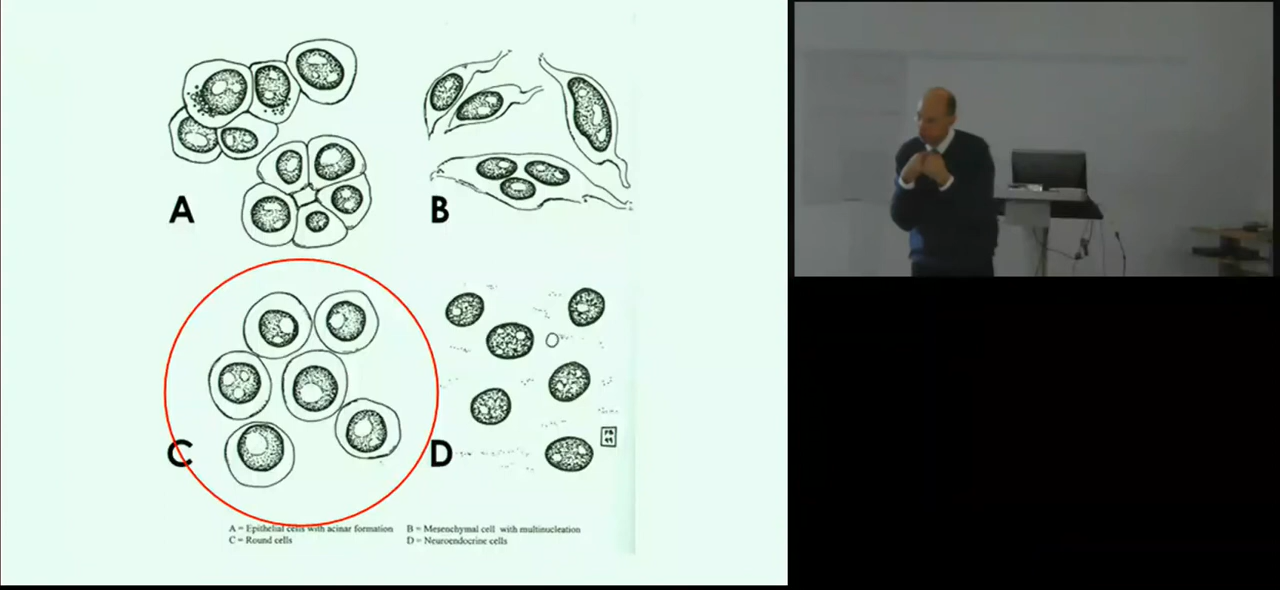 A
B
C
D
A = Epithelial cells with acinar formation
B = Mesenchymal cell with multinucleation
C = Round cells
D = Neuroendocrine cells